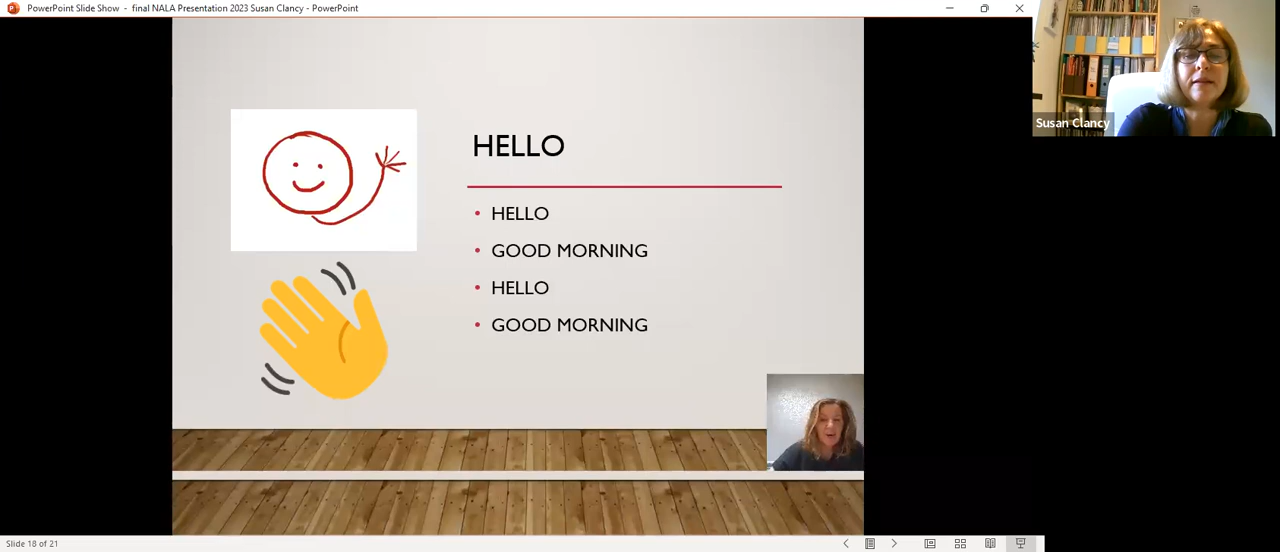 PowerPoint Slide Show - final NALA Presentation 2023 Susan Clancy - PowerPoint
Susan Clancy
HELLO
• HELLO
• GOOD MORNING
• HELLO
• GOOD MORNING
Slide 18 of 21